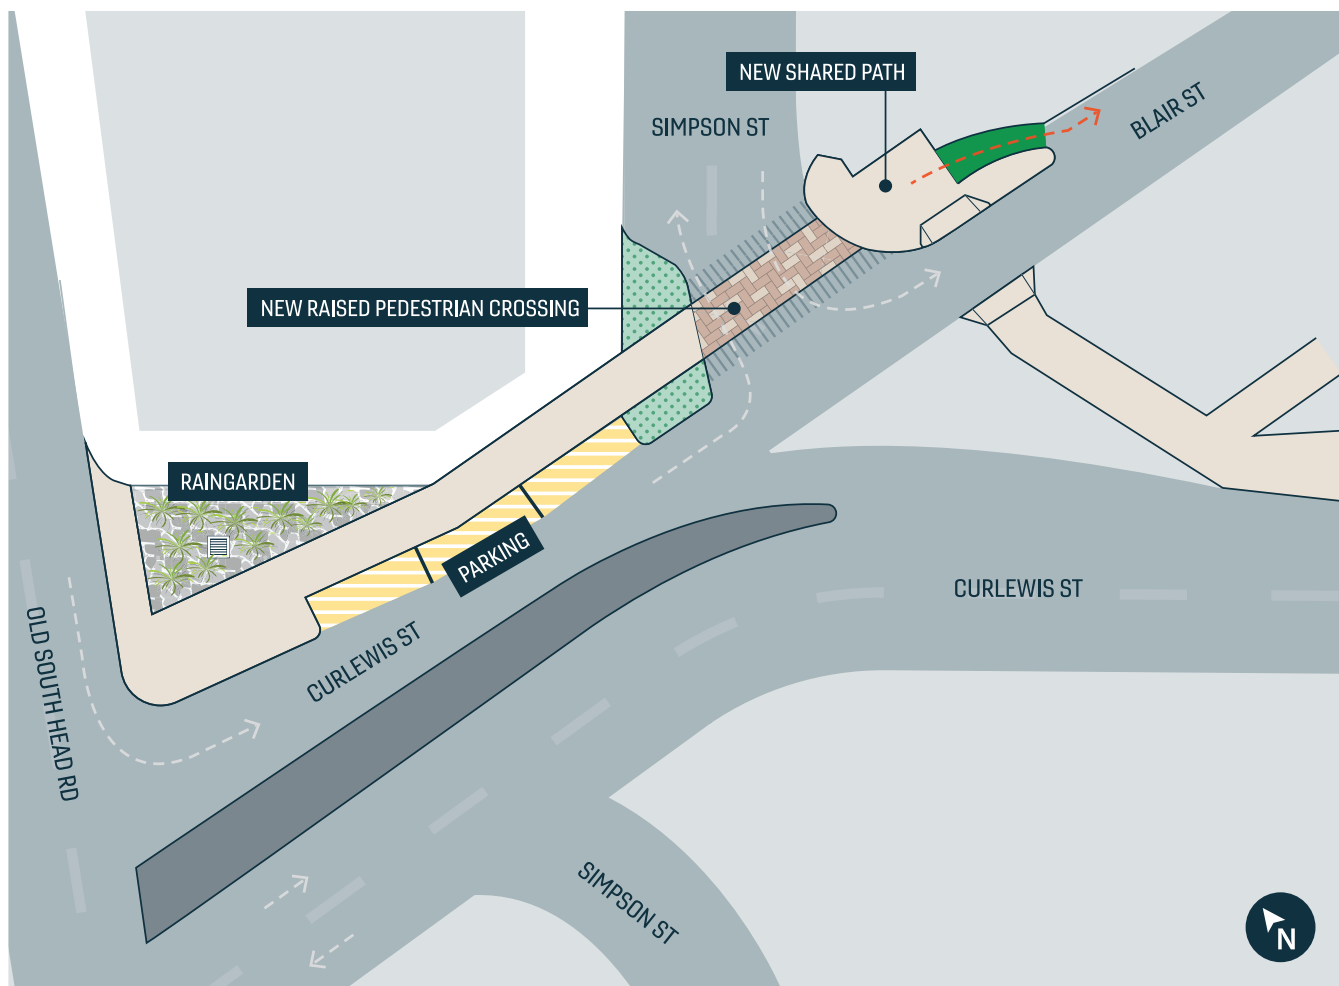 NEW SHARED PATH
SIMPSON ST
BLAIR ST
NEW RAISED PEDESTRIAN CROSSING
RAINGARDEN
PARKING
CURLEWIS ST
CURLEWIS ST
OLD SOUTH HEAD RD
SIMPSON ST
N